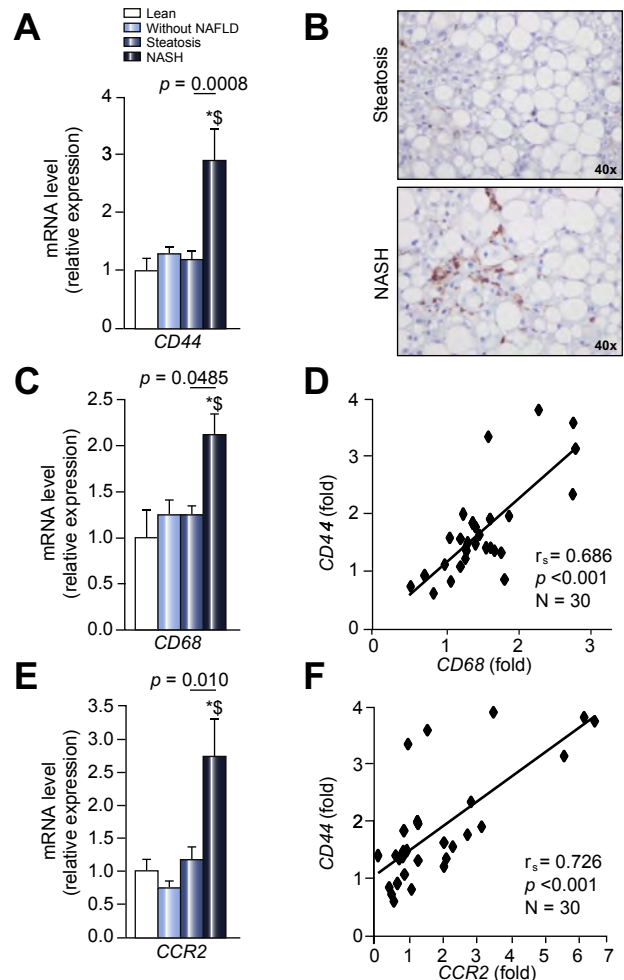 A
Lean
Without NAFLD
Steatosis
NASH
p = 0.0008
*$
4
3
2
1
0
mRNA level
(relative expression)
CD44
B
Steatosis
40x
NASH
40x
C
p = 0.0485
*$
2.5
2.0
1.5
1.0
0.5
0.0
mRNA level
(relative expression)
CD68
D
4
3
2
1
0
CD44 (fold)
rs = 0.686
p <0.001
N = 30
0 1 2 3
CD68 (fold)
E
p = 0.010
*$
3.5
3.0
2.5
2.0
1.5
1.0
0.5
0.0
mRNA level
(relative expression)
CCR2
F
4
3
2
1
0
CD44 (fold)
rs = 0.726
p <0.001
N = 30
0 1 2 3 4 5 6 7
CCR2 (fold)